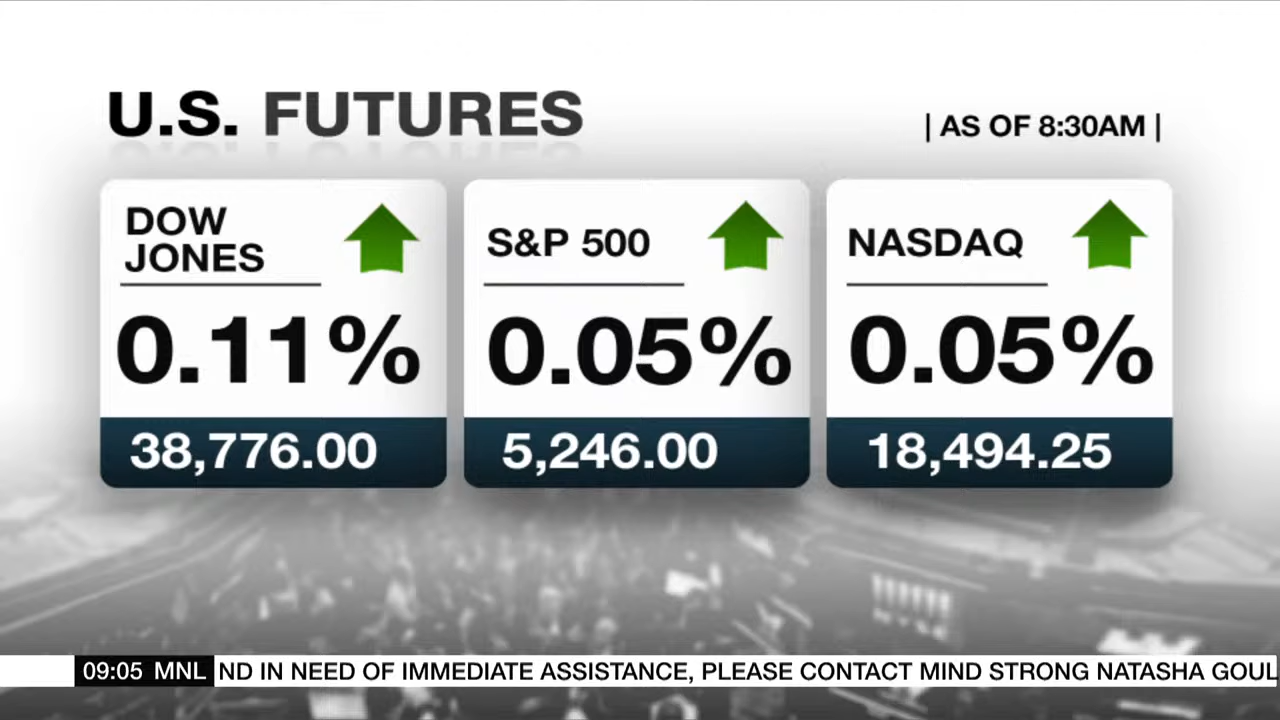 U.S. FUTURES
| AS OF 8:30AM |
DOW
JONES
0.11%
38,776.00
S&P 500
0.05%
5,246.00
NASDAQ
0.05%
18,494.25
09:05 MNL
ND IN NEED OF IMMEDIATE ASSISTANCE, PLEASE CONTACT MIND STRONG NATASHA GOUL